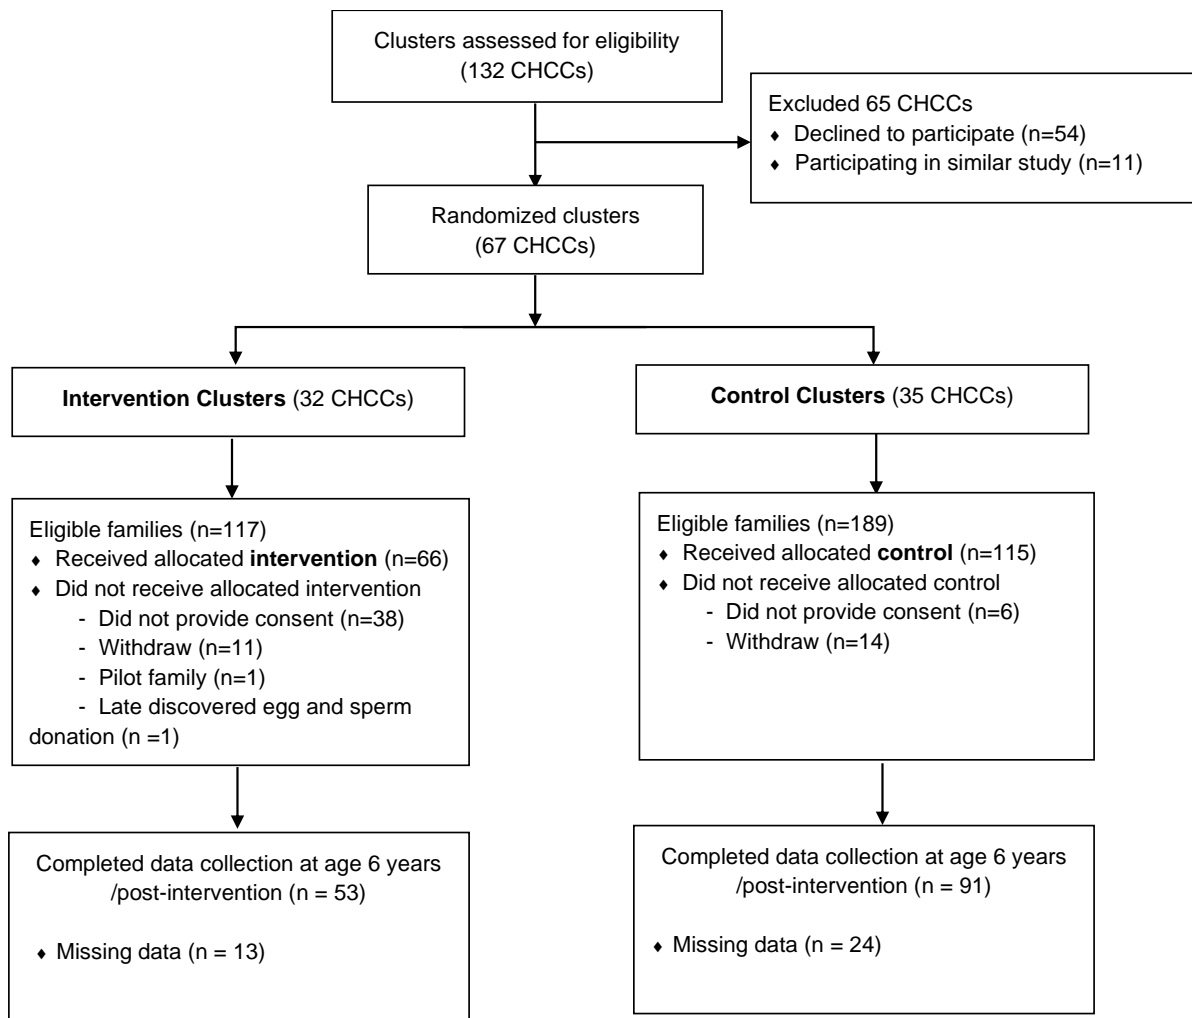 Clusters assessed for eligibility
(132 CHCCs)
Excluded 65 CHCCs
♦ Declined to participate (n=54)
♦ Participating in similar study (n=11)
Randomized clusters
(67 CHCCs)
Intervention Clusters (32 CHCCs)
Control Clusters (35 CHCCs)
Eligible families (n=117)
♦ Received allocated intervention (n=66)
♦ Did not receive allocated intervention
- Did not provide consent (n=38)
- Withdraw (n=11)
- Pilot family (n=1)
- Late discovered egg and sperm
donation (n =1)
Eligible families (n=189)
♦ Received allocated control (n=115)
♦ Did not receive allocated control
- Did not provide consent (n=6)
- Withdraw (n=14)
Completed data collection at age 6 years
/post-intervention (n = 53)
♦ Missing data (n = 13)
Completed data collection at age 6 years
/post-intervention (n = 91)
♦ Missing data (n = 24)